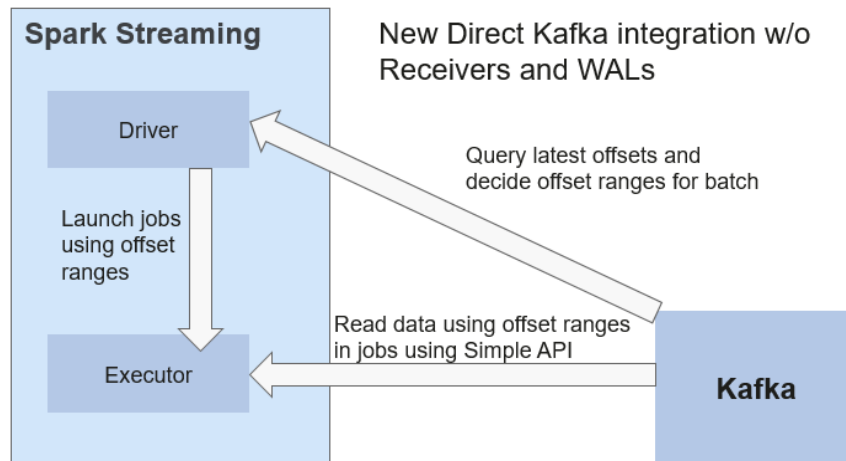 Spark Streaming
New Direct Kafka integration w/o
Receivers and WALs
Driver
Query latest offsets and
decide offset ranges for batch
Launch jobs
using offset
ranges
Read data using offset ranges
in jobs using Simple API
Executor
Kafka